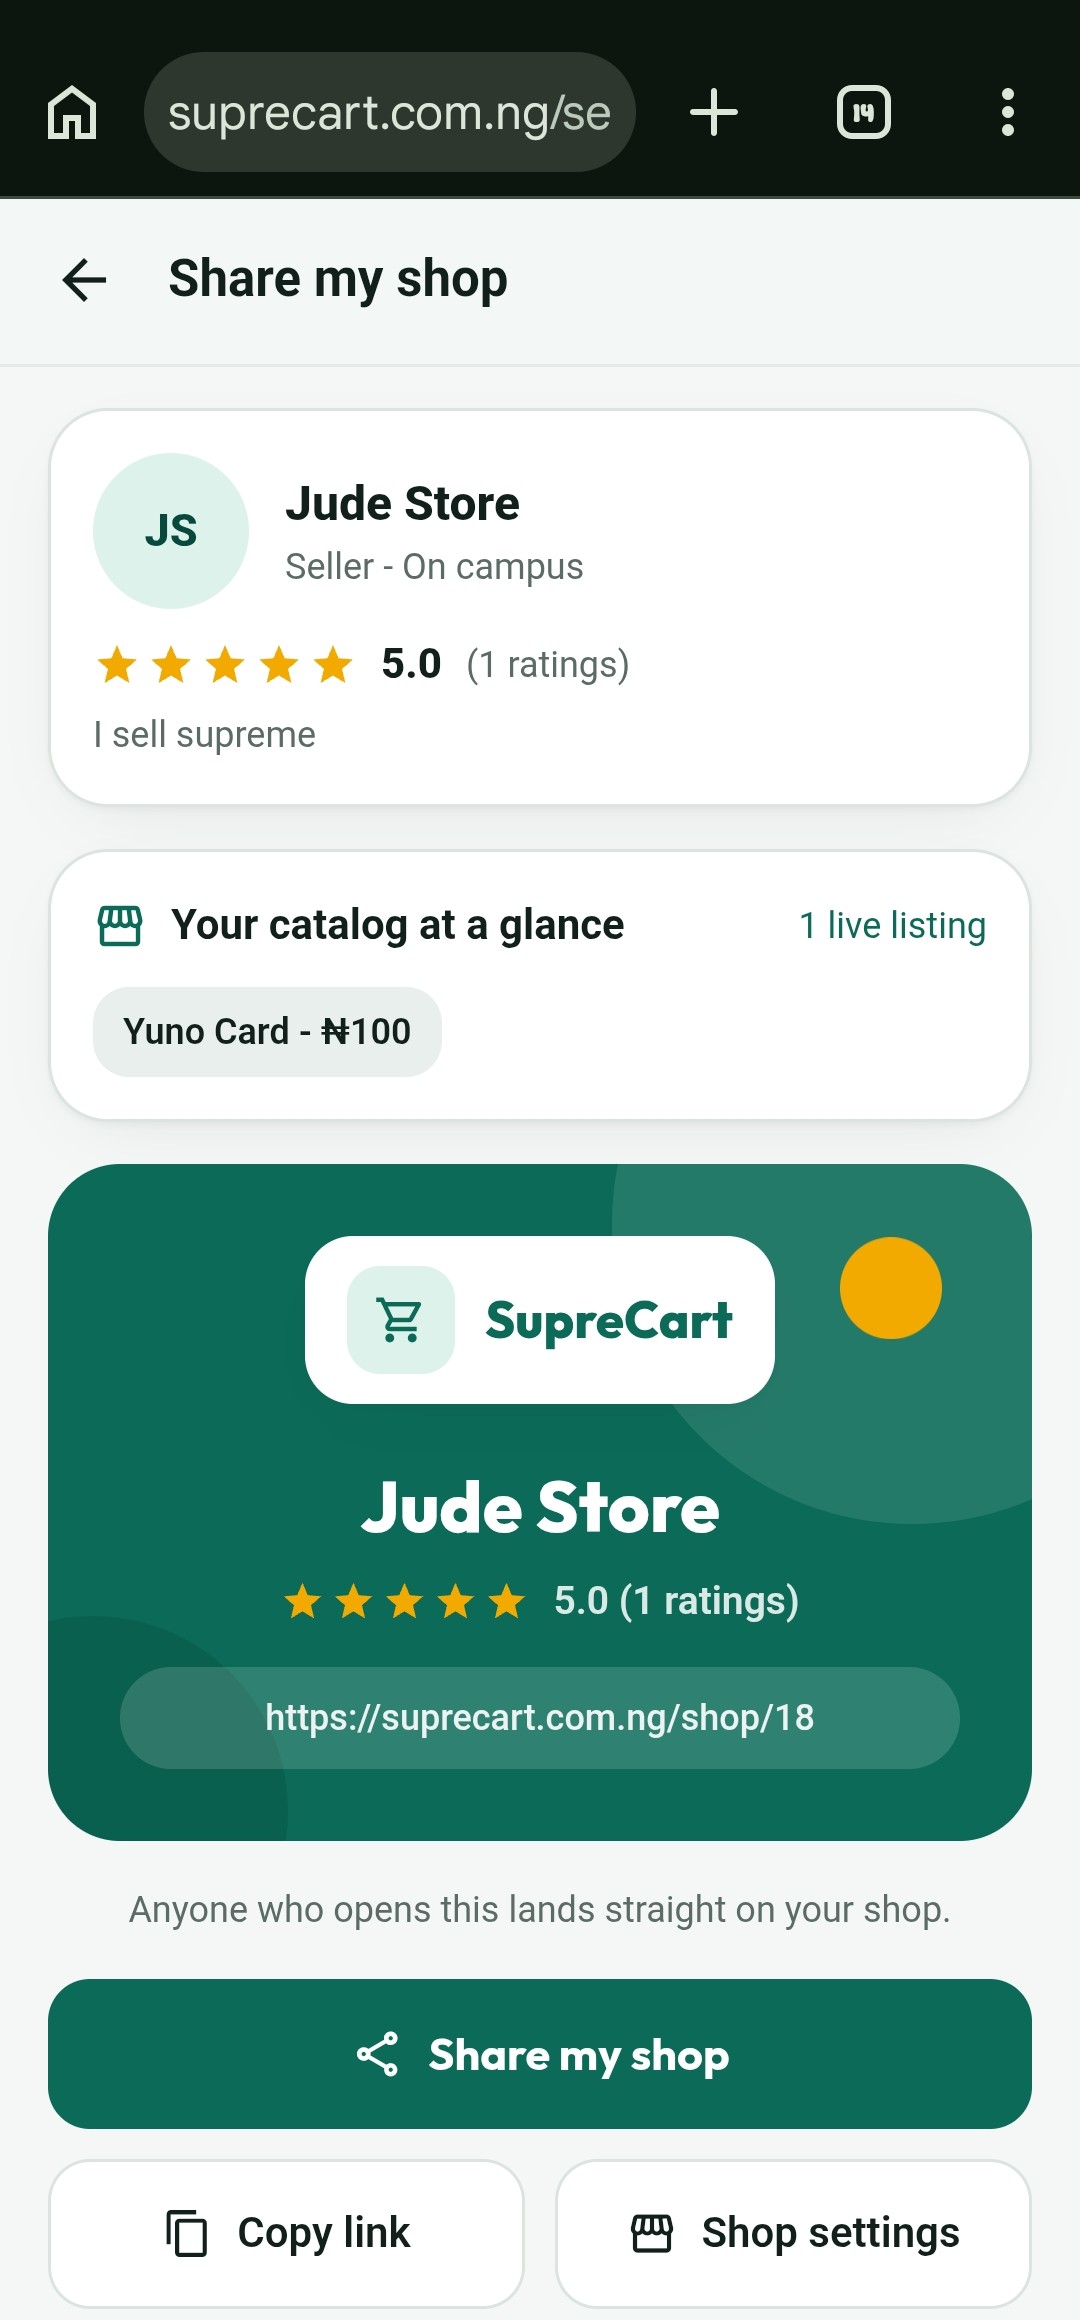 suprecart.com.ng/se
14
Share my shop
JS
Jude Store
Seller - On campus
5.0 (1 ratings)
I sell supreme
Your catalog at a glance
1 live listing
Yuno Card - ₦100
SupreCart
Jude Store
5.0 (1 ratings)
https://suprecart.com.ng/shop/18
Anyone who opens this lands straight on your shop.
Share my shop
Copy link
Shop settings